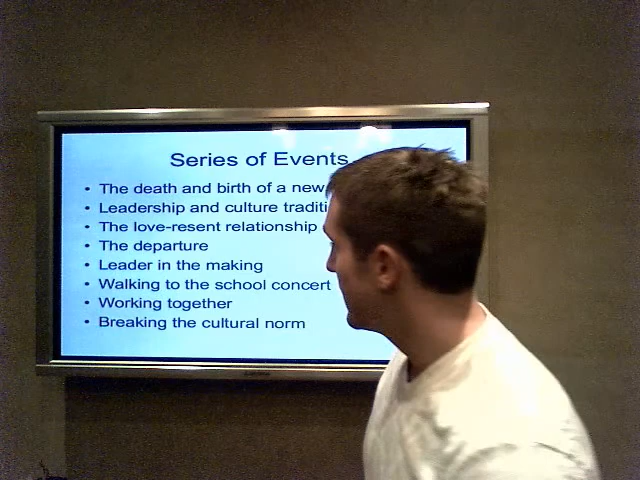 Series of Events
• The death and birth of a new
• Leadership and culture traditi
• The love-resent relationship
• The departure
• Leader in the making
• Walking to the school concert
• Working together
• Breaking the cultural norm